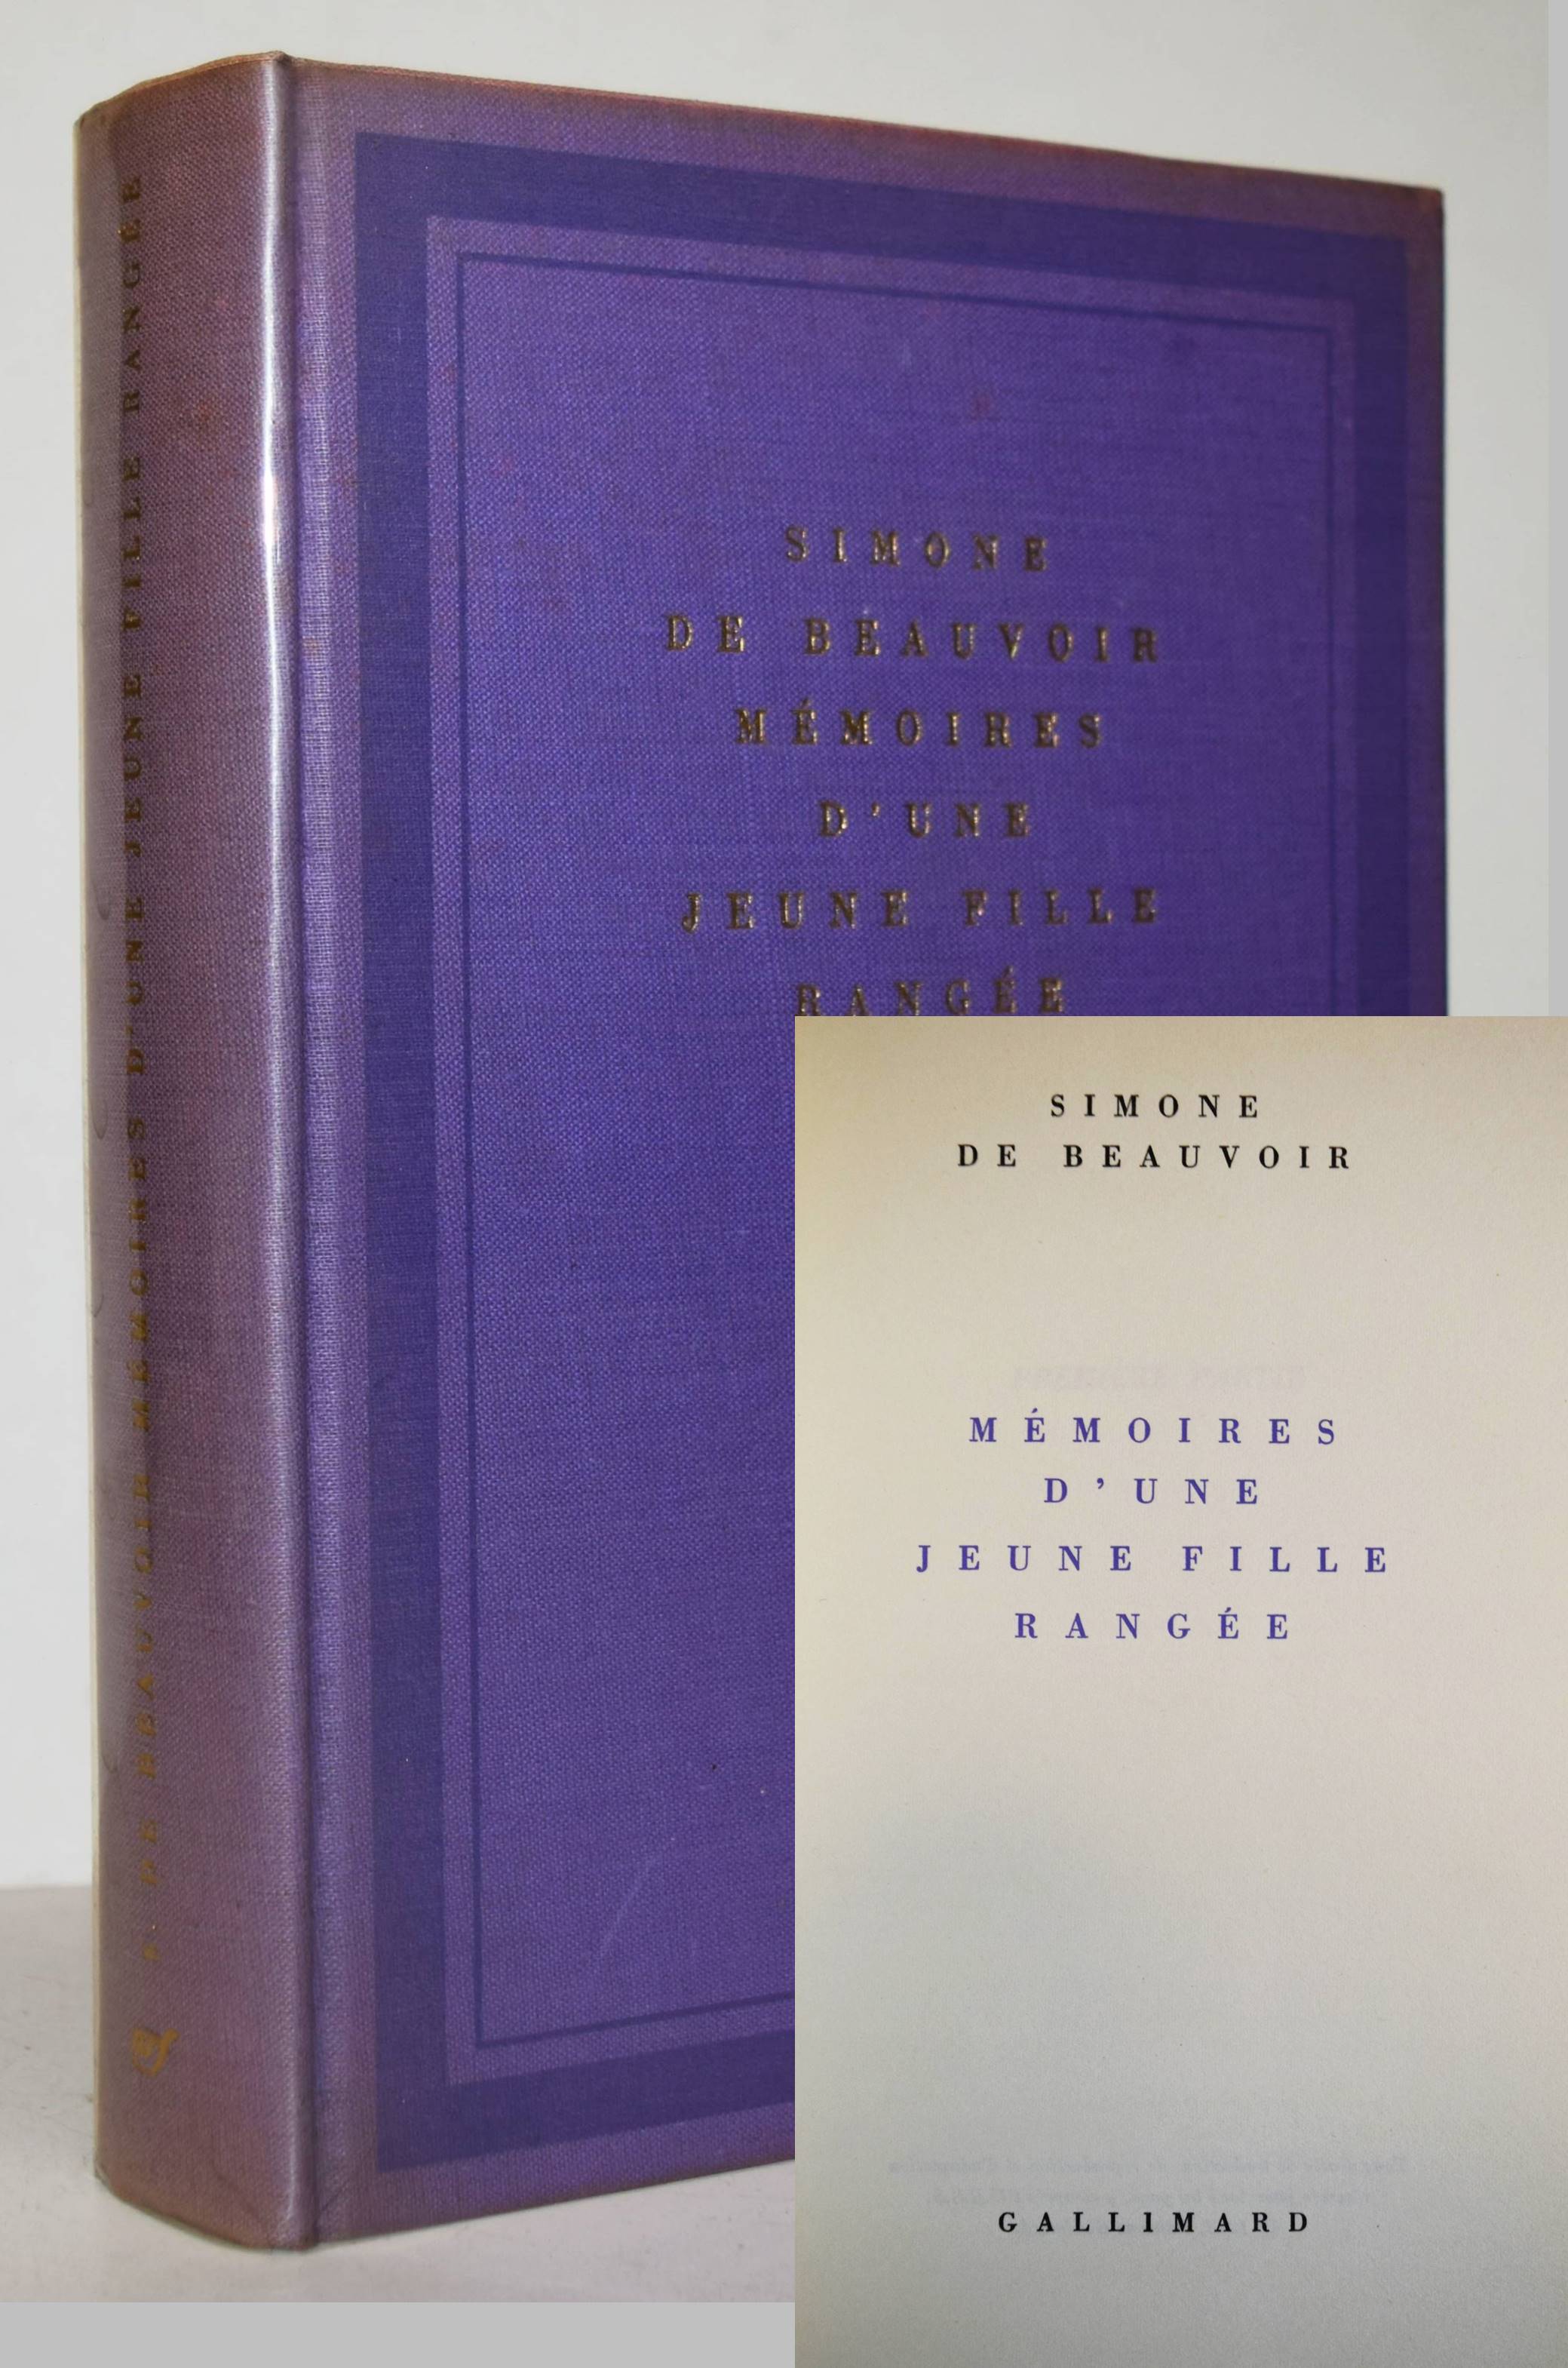 S. DE BEAUVOIR MÉMOIRES D'UNE JEUNE FILLE RANGÉE
SIMONE
DE BEAUVOIR
MÉMOIRES
D'UNE
JEUNE FILLE
RANGÉE
SIMONE
DE BEAUVOIR
MÉMOIRES
D'UNE
JEUNE FILLE
RANGÉE
GALLIMARD